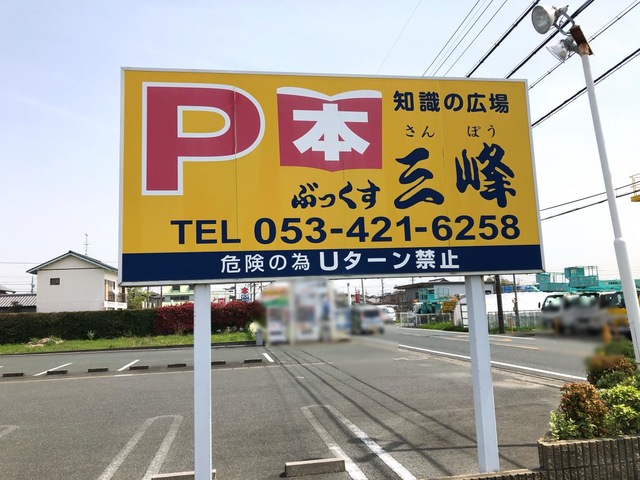 P 本 知識の広場
さん ぽう
ぶっくす 三峰
TEL 053-421-6258
危険の為 Uターン禁止